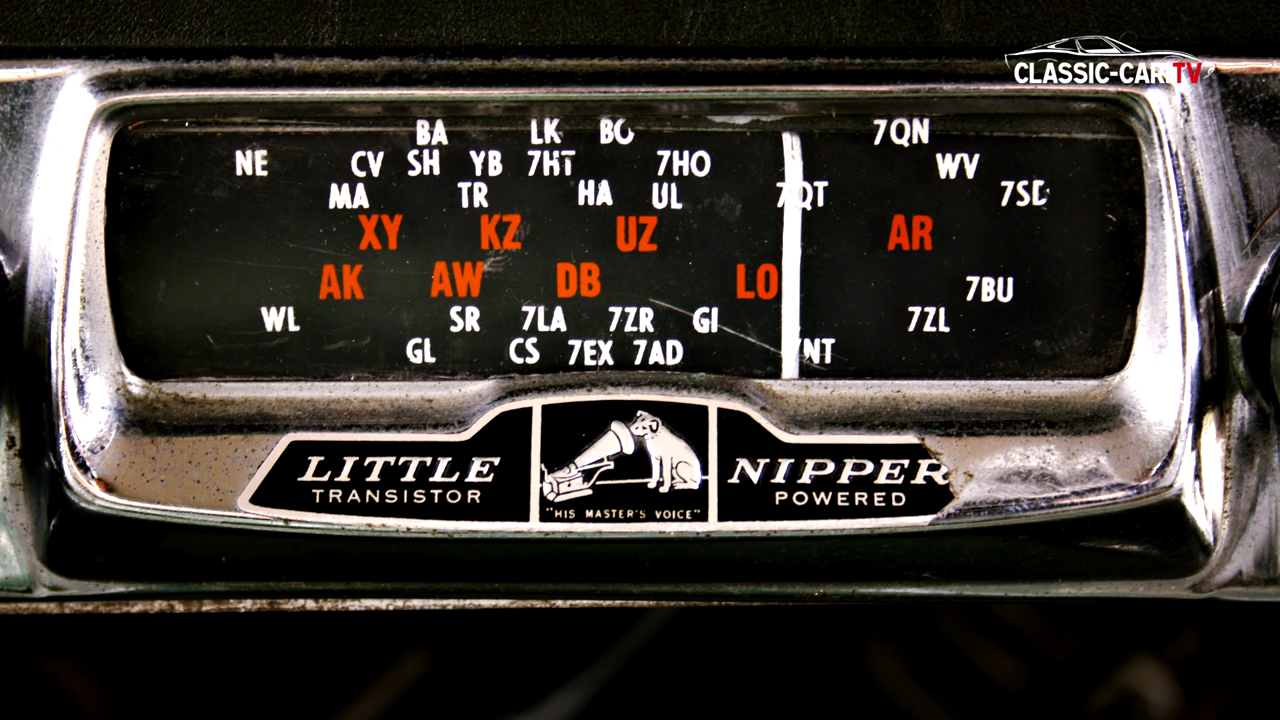 CLASSIC-CAR.TV
BA LK BO 7QN
NE CV SH YB 7HT 7HO WV
MA TR HA UL 7QT 7SD
XY KZ UZ AR
AK AW DB LO 7BU
WL SR 7LA 7ZR GI 7ZL
GL CS 7EX 7AD 7NT
LITTLE NIPPER
TRANSISTOR POWERED
"HIS MASTER'S VOICE"